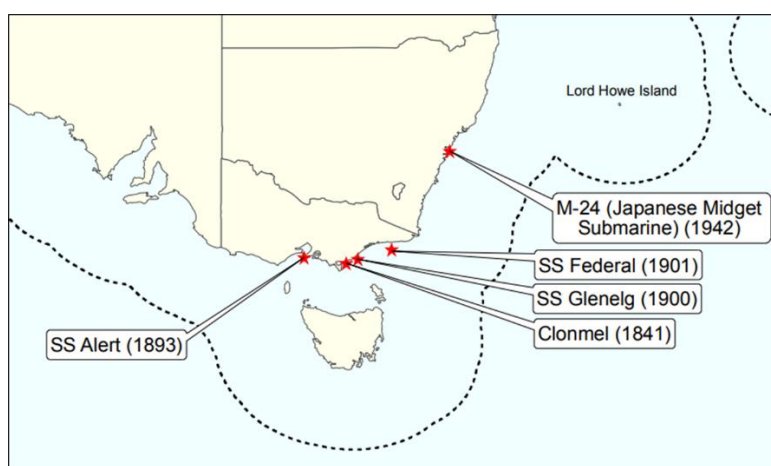 Lord Howe Island
M-24 (Japanese Midget
Submarine) (1942)
SS Federal (1901)
SS Glenelg (1900)
Clonmel (1841)
SS Alert (1893)